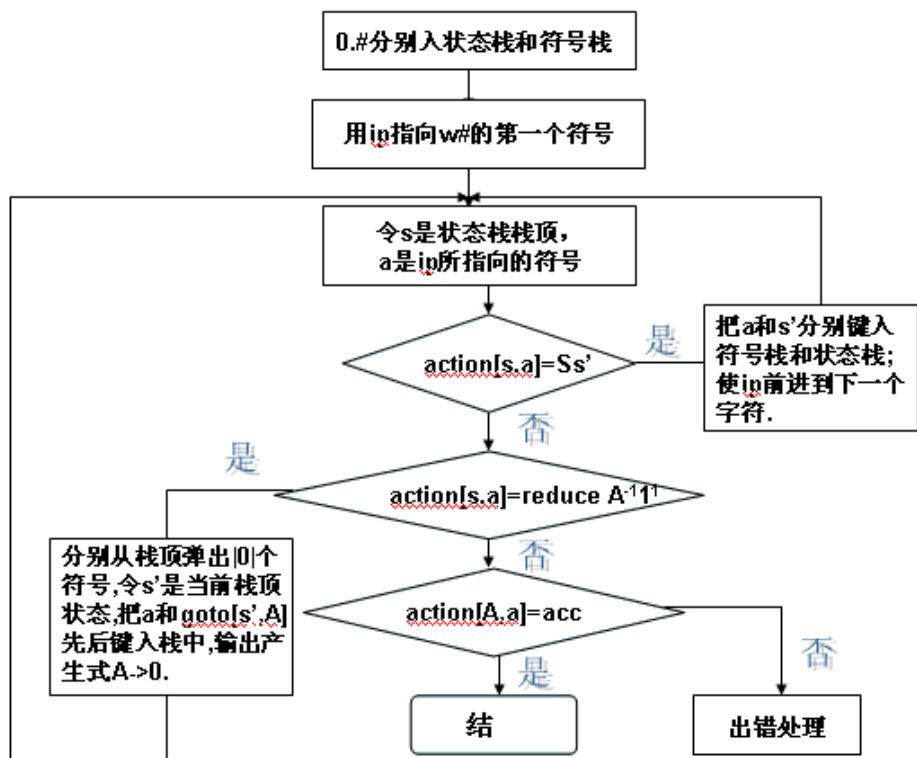 0.#分别入状态栈和符号栈
用ip指向w#的第一个符号
令s是状态栈栈顶,
a是ip所指向的符号
action[s.a]=Ss’
是
把a和s’分别键入
符号栈和状态栈;
使ip前进到下一个
字符.
否
是
action[s.a]=reduce A⁻¹1¹
分别从栈顶弹出|0|个
符号,令s’是当前栈顶
状态,把a和goto[s’,A]
先后键入栈中,输出产
生式A->0.
否
action[A,a]=acc
否
是
结
出错处理